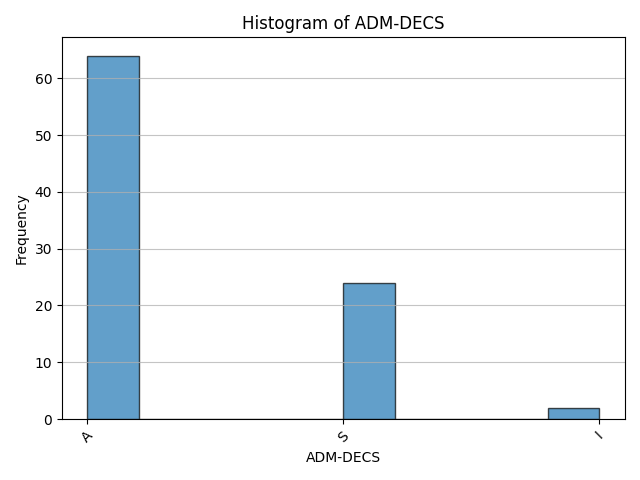 Histogram of ADM-DECS
Frequency
60
50
40
30
20
10
0
A
S
I
ADM-DECS